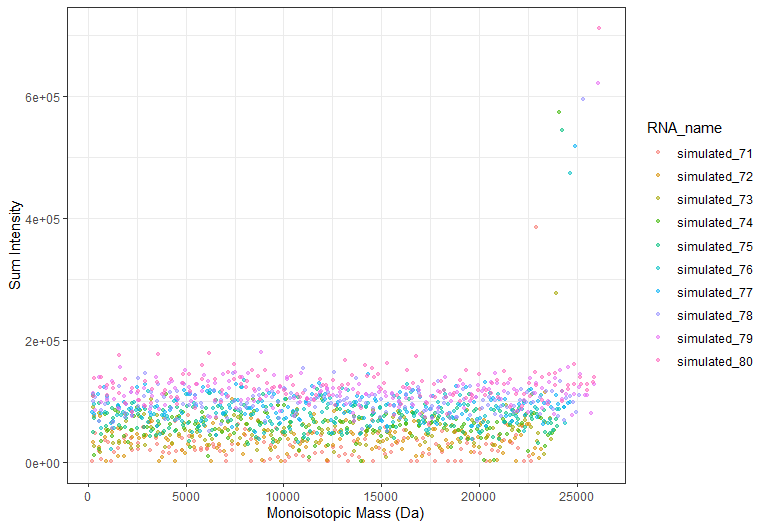 6e+05
4e+05
2e+05
0e+00
Sum Intensity
0
5000
10000
15000
20000
25000
Monoisotopic Mass (Da)
RNA_name
simulated_71
simulated_72
simulated_73
simulated_74
simulated_75
simulated_76
simulated_77
simulated_78
simulated_79
simulated_80